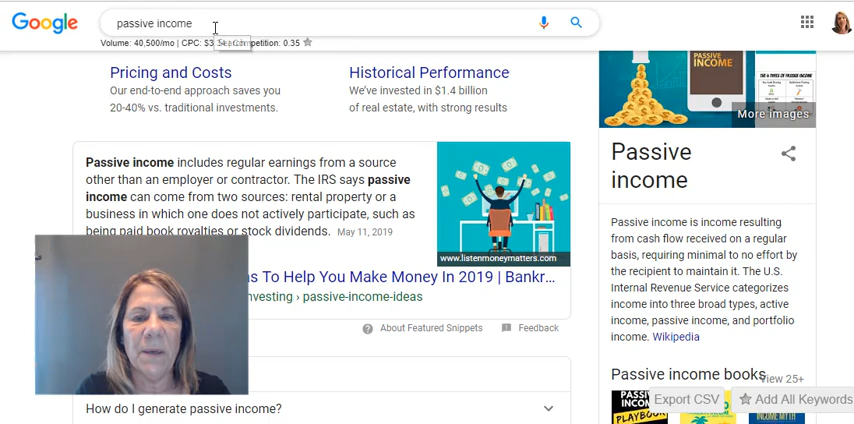 Google
passive income
Volume: 40,500/mo | CPC: $3
Competition: 0.35
Pricing and Costs
Our end-to-end approach saves you
20-40% vs. traditional investments.
Historical Performance
We've invested in $1.4 billion
of real estate, with strong results
PASSIVE
INCOME
More images
Passive income includes regular earnings from a source
other than an employer or contractor. The IRS says passive
income can come from two sources: rental property or a
business in which one does not actively participate, such as
being paid book royalties or stock dividends. May 11, 2019
www.listenmoneymatters.com
as To Help You Make Money In 2019 | Bankr...
nvesting › passive-income-ideas
About Featured Snippets
Feedback
How do I generate passive income?
Passive
income
Passive income is income resulting
from cash flow received on a regular
basis, requiring minimal to no effort by
the recipient to maintain it. The U.S.
Internal Revenue Service categorizes
income into three broad types, active
income, passive income, and portfolio
income. Wikipedia
Passive income books
View 25+
Export CSV
Add All Keywords
PLAYBOOK